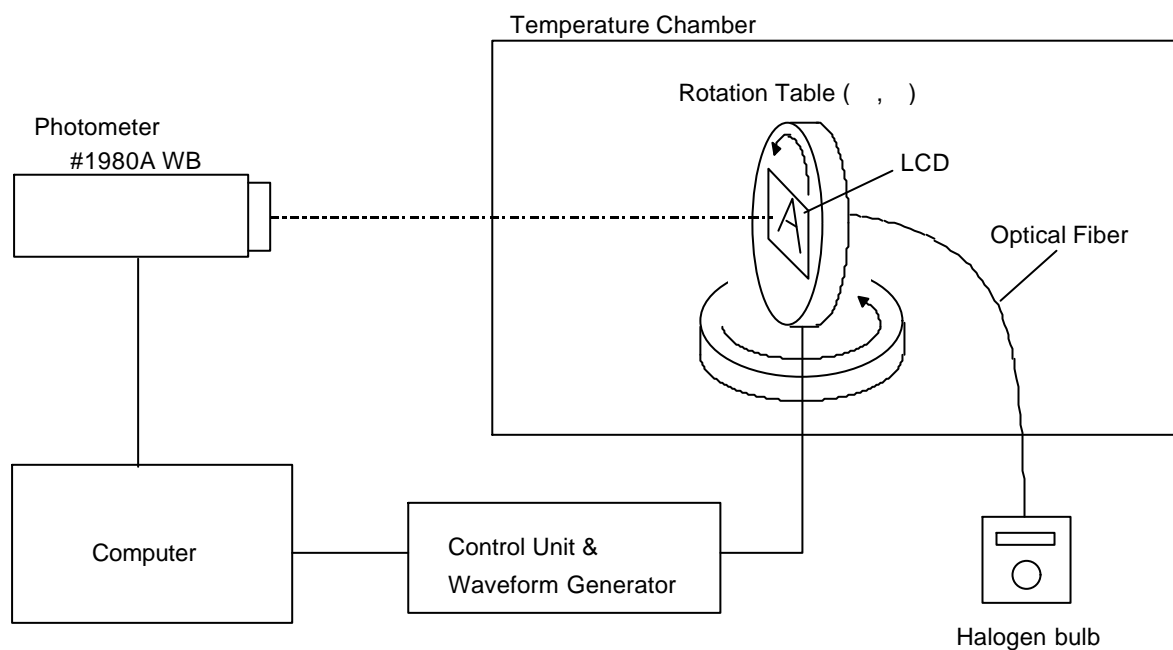 Temperature Chamber
Rotation Table ( , )
Photometer
#1980A WB
LCD
A
Optical Fiber
Computer
Control Unit &
Waveform Generator
Halogen bulb